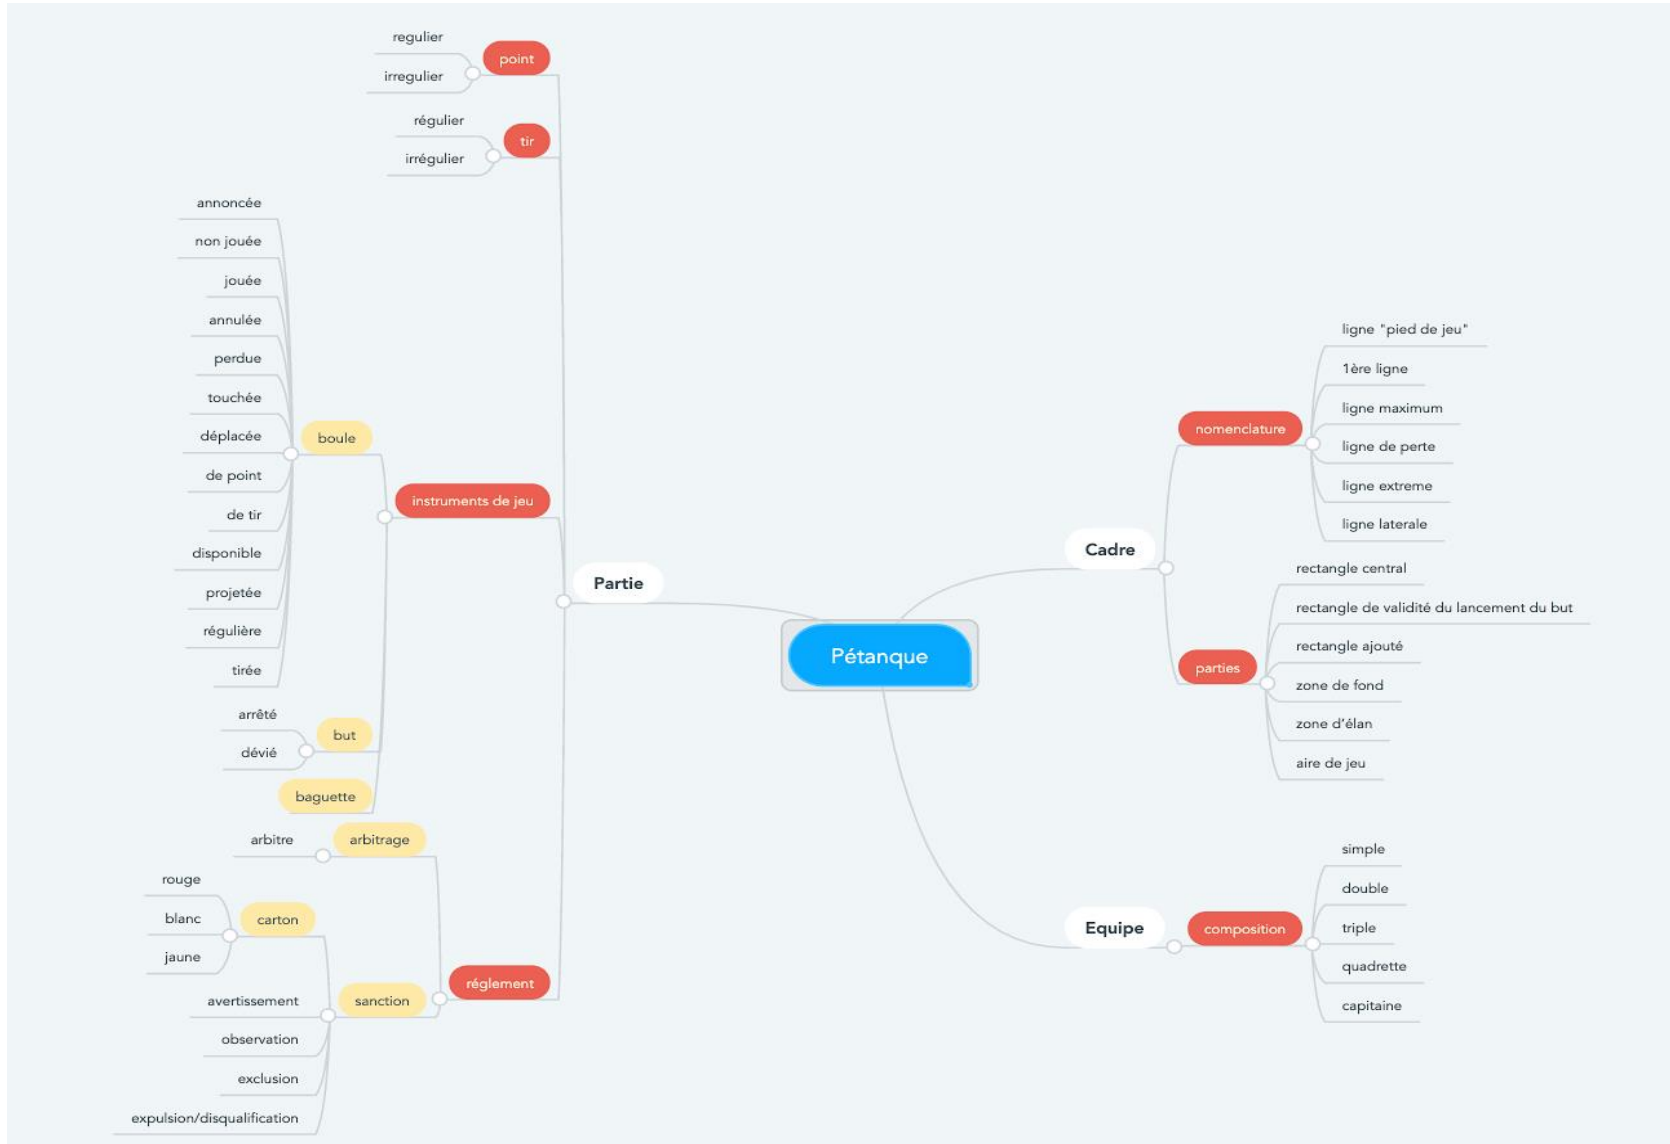 Pétanque
Partie
point
regulier
irregulier
tir
régulier
irrégulier
instruments de jeu
boule
annoncée
non jouée
jouée
annulée
perdue
touchée
déplacée
de point
de tir
disponible
projetée
régulière
tirée
but
arrêté
dévié
baguette
réglement
arbitrage
arbitre
sanction
carton
rouge
blanc
jaune
avertissement
observation
exclusion
expulsion/disqualification
Cadre
nomenclature
ligne "pied de jeu"
1ère ligne
ligne maximum
ligne de perte
ligne extreme
ligne laterale
parties
rectangle central
rectangle de validité du lancement du but
rectangle ajouté
zone de fond
zone d'élan
aire de jeu
Equipe
composition
simple
double
triple
quadrette
capitaine